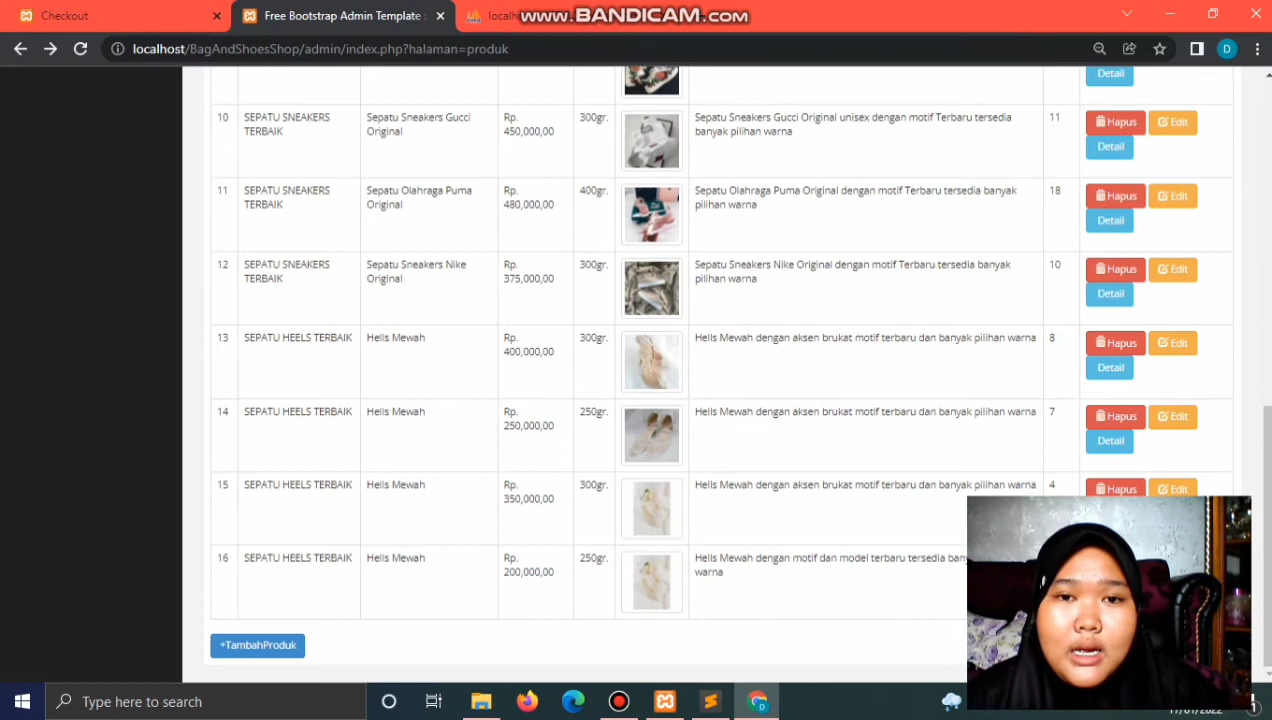 Checkout
Free Bootstrap Admin Template
localh
www.BANDICAM.com
localhost/BagAndShoesShop/admin/index.php?halaman=produk
D
Detail
10 SEPATU SNEAKERS TERBAIK Sepatu Sneakers Gucci Original Rp. 450,000,00 300gr. Sepatu Sneakers Gucci Original unisex dengan motif Terbaru tersedia banyak pilihan warna 11 Hapus Edit
Detail
11 SEPATU SNEAKERS TERBAIK Sepatu Olahraga Puma Original Rp. 480,000,00 400gr. Sepatu Olahraga Puma Original dengan motif Terbaru tersedia banyak pilihan warna 18 Hapus Edit
Detail
12 SEPATU SNEAKERS TERBAIK Sepatu Sneakers Nike Original Rp. 375,000,00 300gr. Sepatu Sneakers Nike Original dengan motif Terbaru tersedia banyak pilihan warna 10 Hapus Edit
Detail
13 SEPATU HEELS TERBAIK Hells Mewah Rp. 400,000,00 300gr. Hells Mewah dengan aksen brukat motif terbaru dan banyak pilihan warna 8 Hapus Edit
Detail
14 SEPATU HEELS TERBAIK Hells Mewah Rp. 250,000,00 250gr. Hells Mewah dengan aksen brukat motif terbaru dan banyak pilihan warna 7 Hapus Edit
Detail
15 SEPATU HEELS TERBAIK Hells Mewah Rp. 350,000,00 300gr. Hells Mewah dengan aksen brukat motif terbaru dan banyak pilihan warna 4 Hapus Edit
16 SEPATU HEELS TERBAIK Hells Mewah Rp. 200,000,00 250gr. Hells Mewah dengan motif dan model terbaru tersedia warna
+TambahProduk
Type here to search
17/01/2022